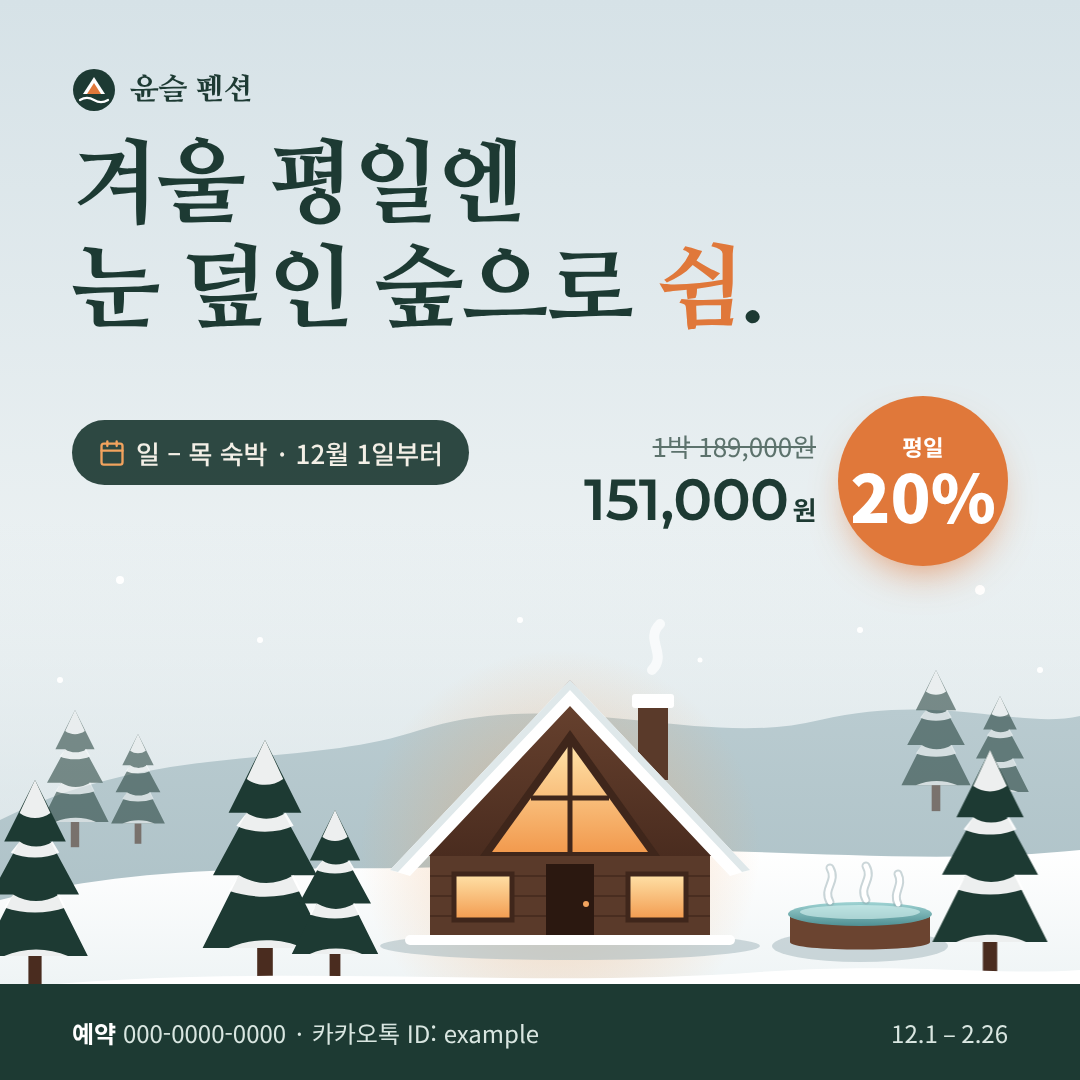 윤슬 펜션
겨울 평일엔
눈 덮인 숲으로 쉼.
일 – 목 숙박 · 12월 1일부터
1박 189,000원
151,000원
평일
20%
예약 000-0000-0000 · 카카오톡 ID: example
12.1 – 2.26